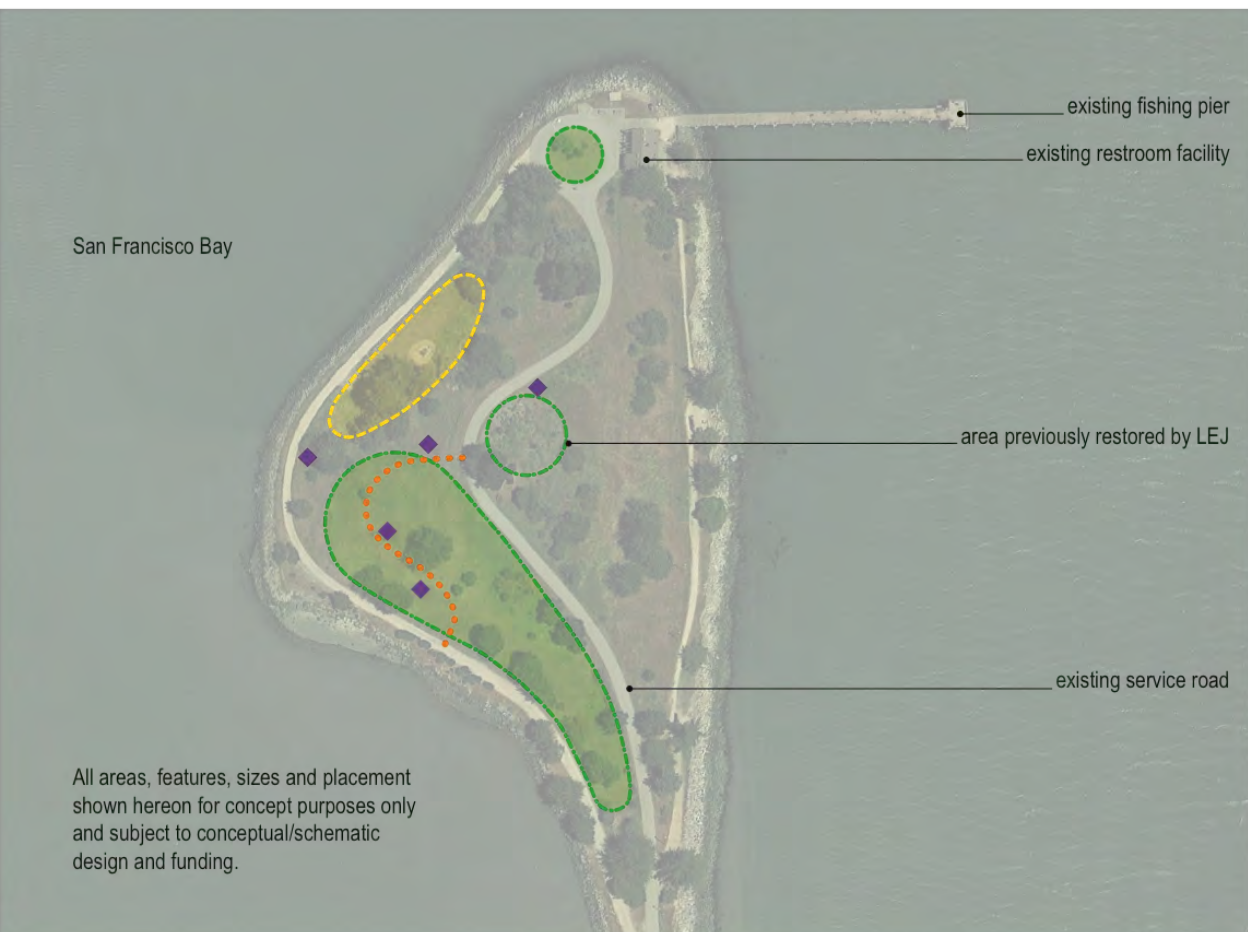 existing fishing pier
existing restroom facility
San Francisco Bay
area previously restored by LEJ
existing service road
All areas, features, sizes and placement
shown hereon for concept purposes only
and subject to conceptual/schematic
design and funding.